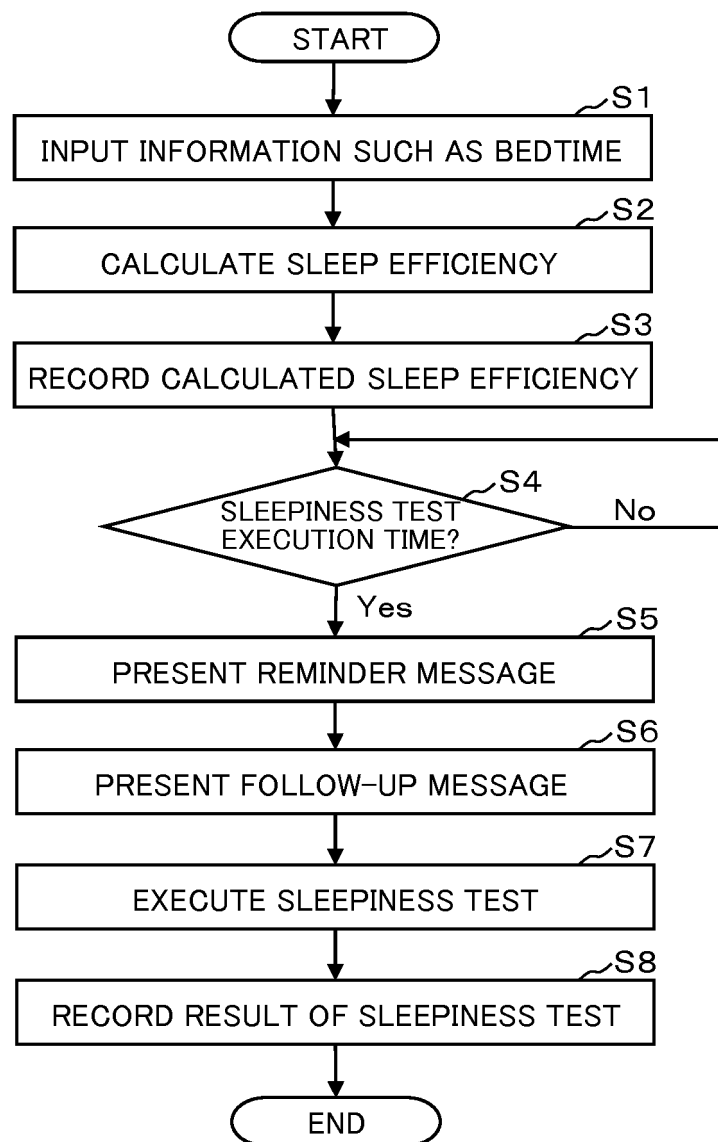 START
S1
INPUT INFORMATION SUCH AS BEDTIME
S2
CALCULATE SLEEP EFFICIENCY
S3
RECORD CALCULATED SLEEP EFFICIENCY
S4
SLEEPINESS TEST
EXECUTION TIME?
No
Yes
S5
PRESENT REMINDER MESSAGE
S6
PRESENT FOLLOW-UP MESSAGE
S7
EXECUTE SLEEPINESS TEST
S8
RECORD RESULT OF SLEEPINESS TEST
END